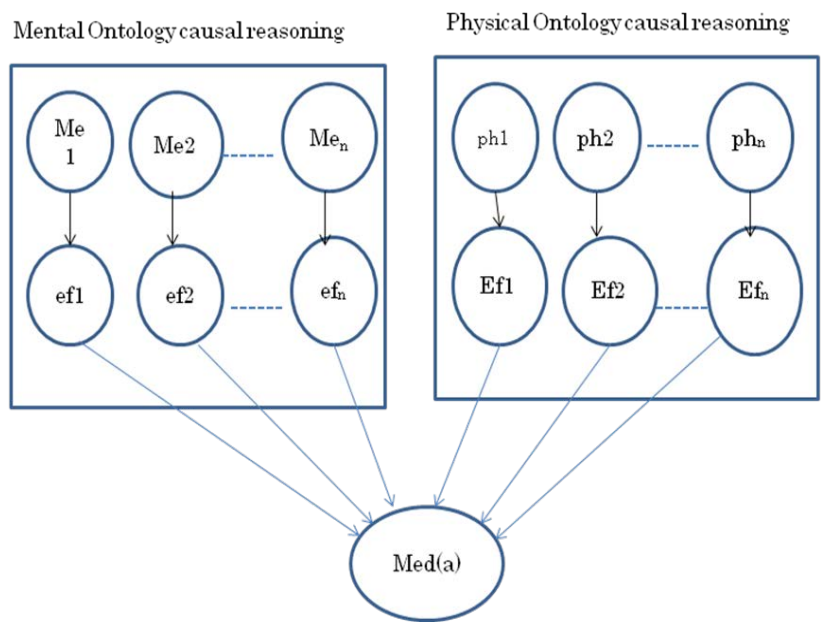 Mental Ontology causal reasoning
Physical Ontology causal reasoning
Me
1
Me2
Meₙ
ph1
ph2
phₙ
ef1
ef2
efₙ
Ef1
Ef2
Efₙ
Med(a)